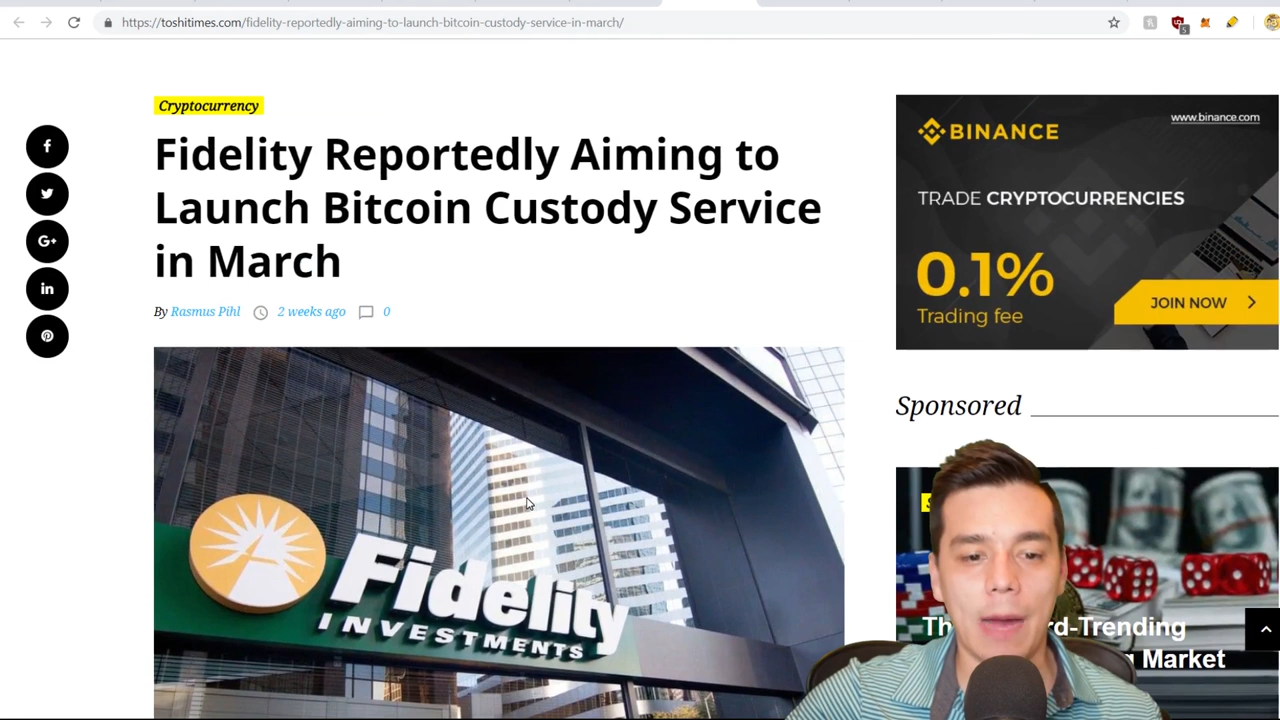 https://toshitimes.com/fidelity-reportedly-aiming-to-launch-bitcoin-custody-service-in-march/
5
Cryptocurrency
Fidelity Reportedly Aiming to
Launch Bitcoin Custody Service
in March
By Rasmus Pihl 2 weeks ago 0
f
G+
in
www.binance.com
BINANCE
TRADE CRYPTOCURRENCIES
0.1%
Trading fee
JOIN NOW
Sponsored
Fidelity
INVESTMENTS
Market